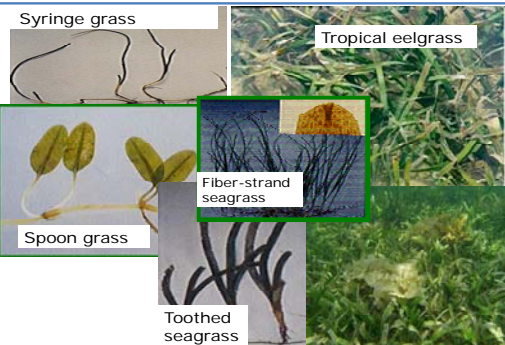 Syringe grass
Tropical eelgrass
Fiber-strand
seagrass
Spoon grass
Toothed
seagrass